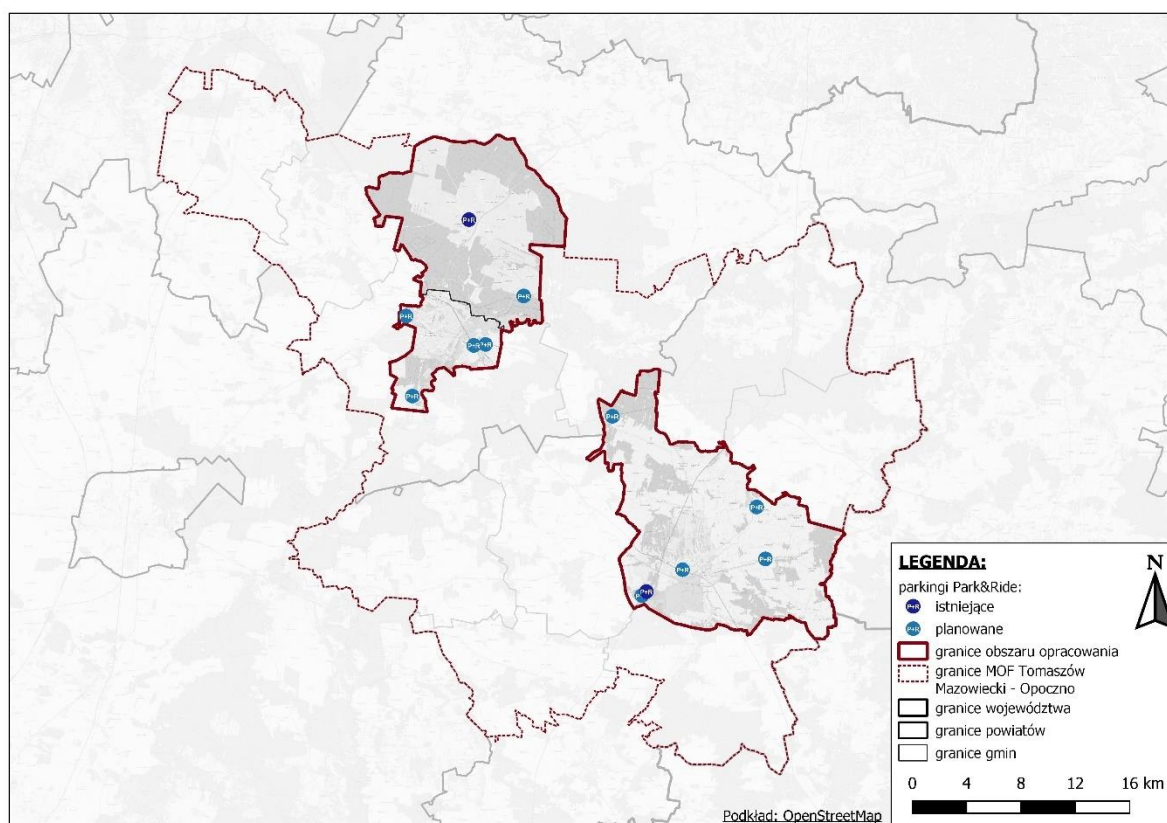 P+R
P+R
P+R
P+R
P+R
P+R
P+R
P+R
P+R
P+R
P+R
LEGENDA:
N
parkingi Park&Ride:
P+R istniejące
P+R planowane
granice obszaru opracowania
granice MOF Tomaszów
Mazowiecki - Opoczno
granice województwa
granice powiatów
granice gmin
0 4 8 12 16 km
Podkład: OpenStreetMap